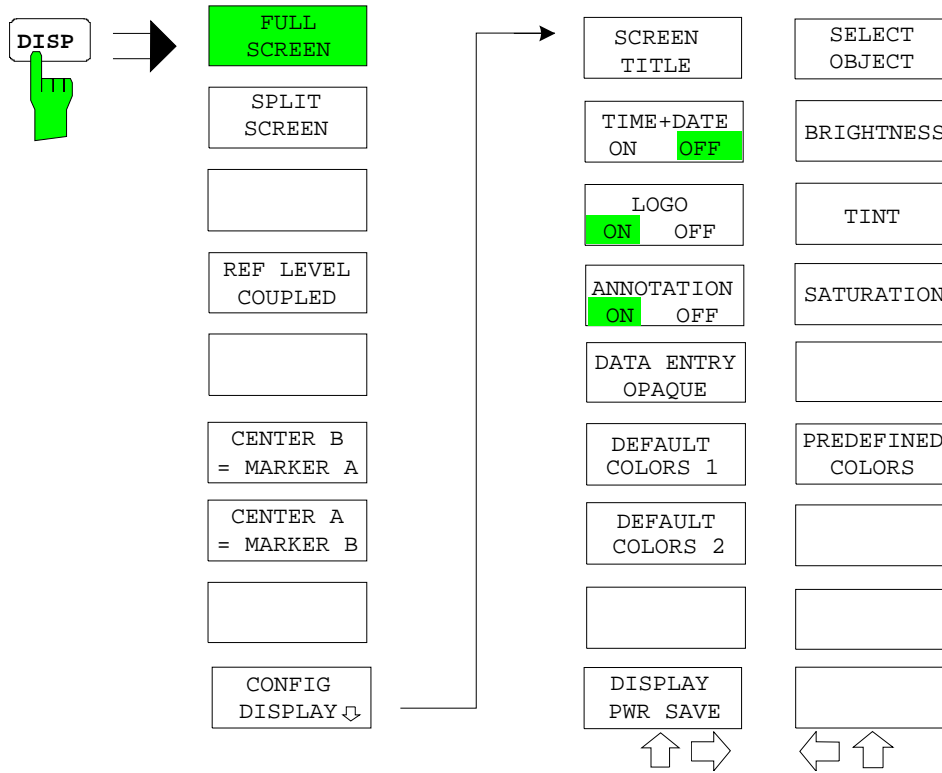 DISP
FULL
SCREEN
SPLIT
SCREEN
REF LEVEL
COUPLED
CENTER B
= MARKER A
CENTER A
= MARKER B
CONFIG
DISPLAY
SCREEN
TITLE
TIME+DATE
ON OFF
LOGO
ON OFF
ANNOTATION
ON OFF
DATA ENTRY
OPAQUE
DEFAULT
COLORS 1
DEFAULT
COLORS 2
DISPLAY
PWR SAVE
SELECT
OBJECT
BRIGHTNESS
TINT
SATURATION
PREDEFINED
COLORS